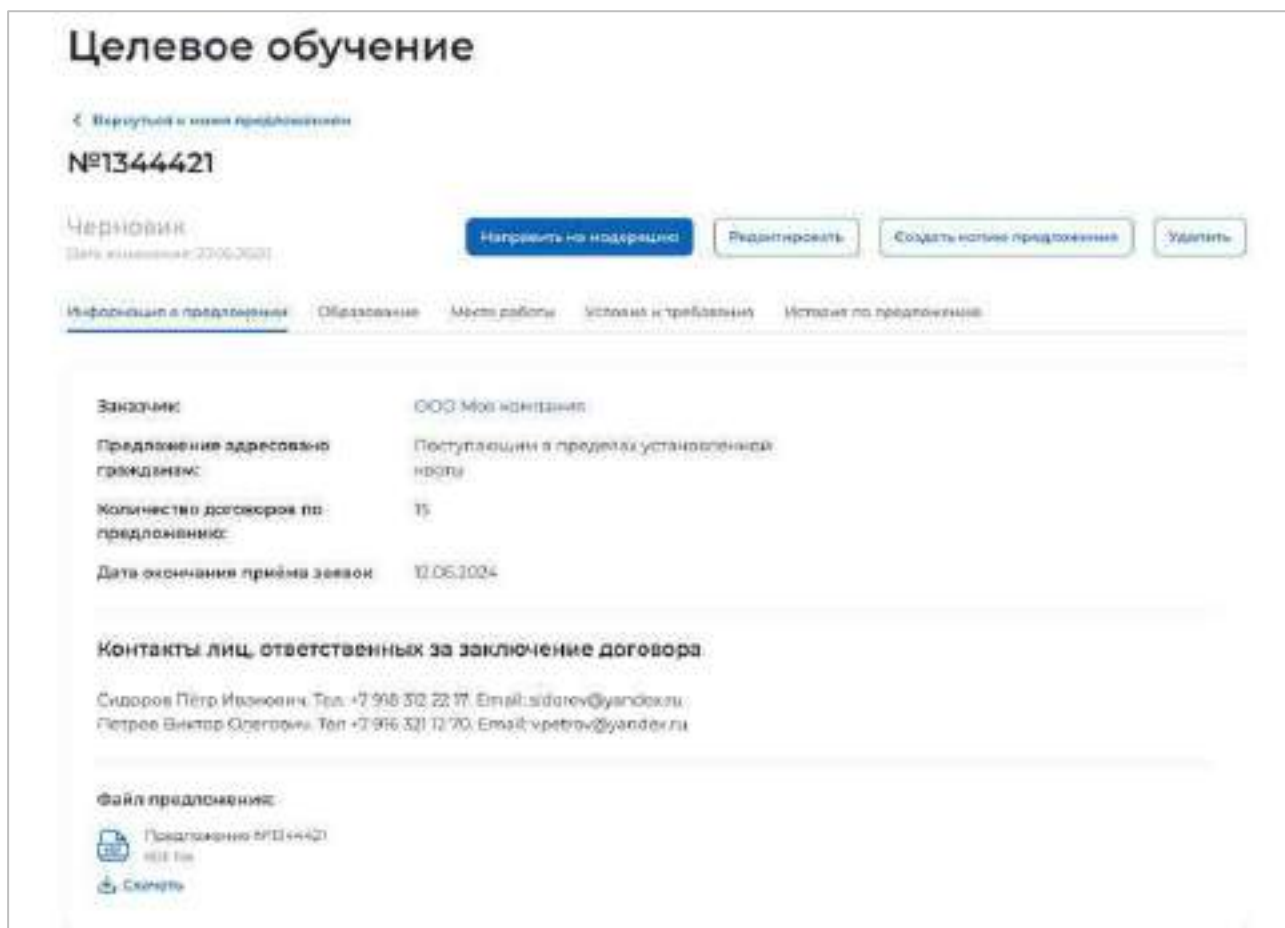 Целевое обучение
Вернуться к моим предложениям
№1344421
Черновик
Дата изменения:
Направить на модерацию
Редактировать
Создать копию предложения
Удалить
Информация о предложении
Образование
Место работы
Условия и требования
История по предложению
Заказчик:
ООО Моя компания
Предложение адресовано
гражданам:
Поступающим в пределах установленной
квоты
Количество договоров по
предложению:
15
Дата окончания приёма заявок
12.06.2024
Контакты лиц, ответственных за заключение договора
Сидоров Пётр Иванович. Тел: +7 918 312 22 17. Email: sidorov@yandex.ru
Петров Виктор Олегович. Тел +7 916 321 12 70. Email: vpetrov@yandex.ru
Файл предложения:
Предложение №1344421
Скачать